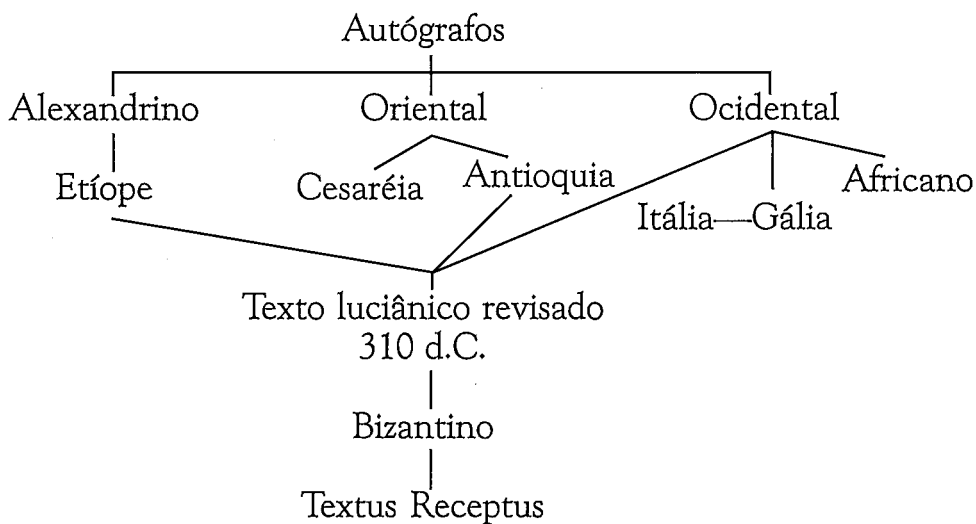 Autógrafos
Alexandrino Oriental Ocidental
Etíope Cesaréia Antioquia Africano
Itália—Gália
Texto luciânico revisado
310 d.C.
Bizantino
Textus Receptus